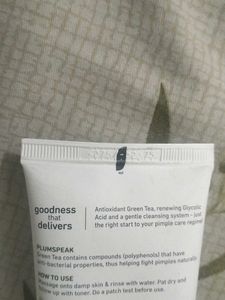 goodness
that
delivers
Antioxidant Green Tea, renewing Glycolic
Acid and a gentle cleansing system – just
the right start to your pimple care regime!
PLUMSPEAK
Green Tea contains compounds (polyphenols) that have
anti-bacterial properties, thus helping fight pimples naturally.
HOW TO USE
Massage onto damp skin & rinse with water. Pat dry and
follow up with toner. Do a patch test before use.